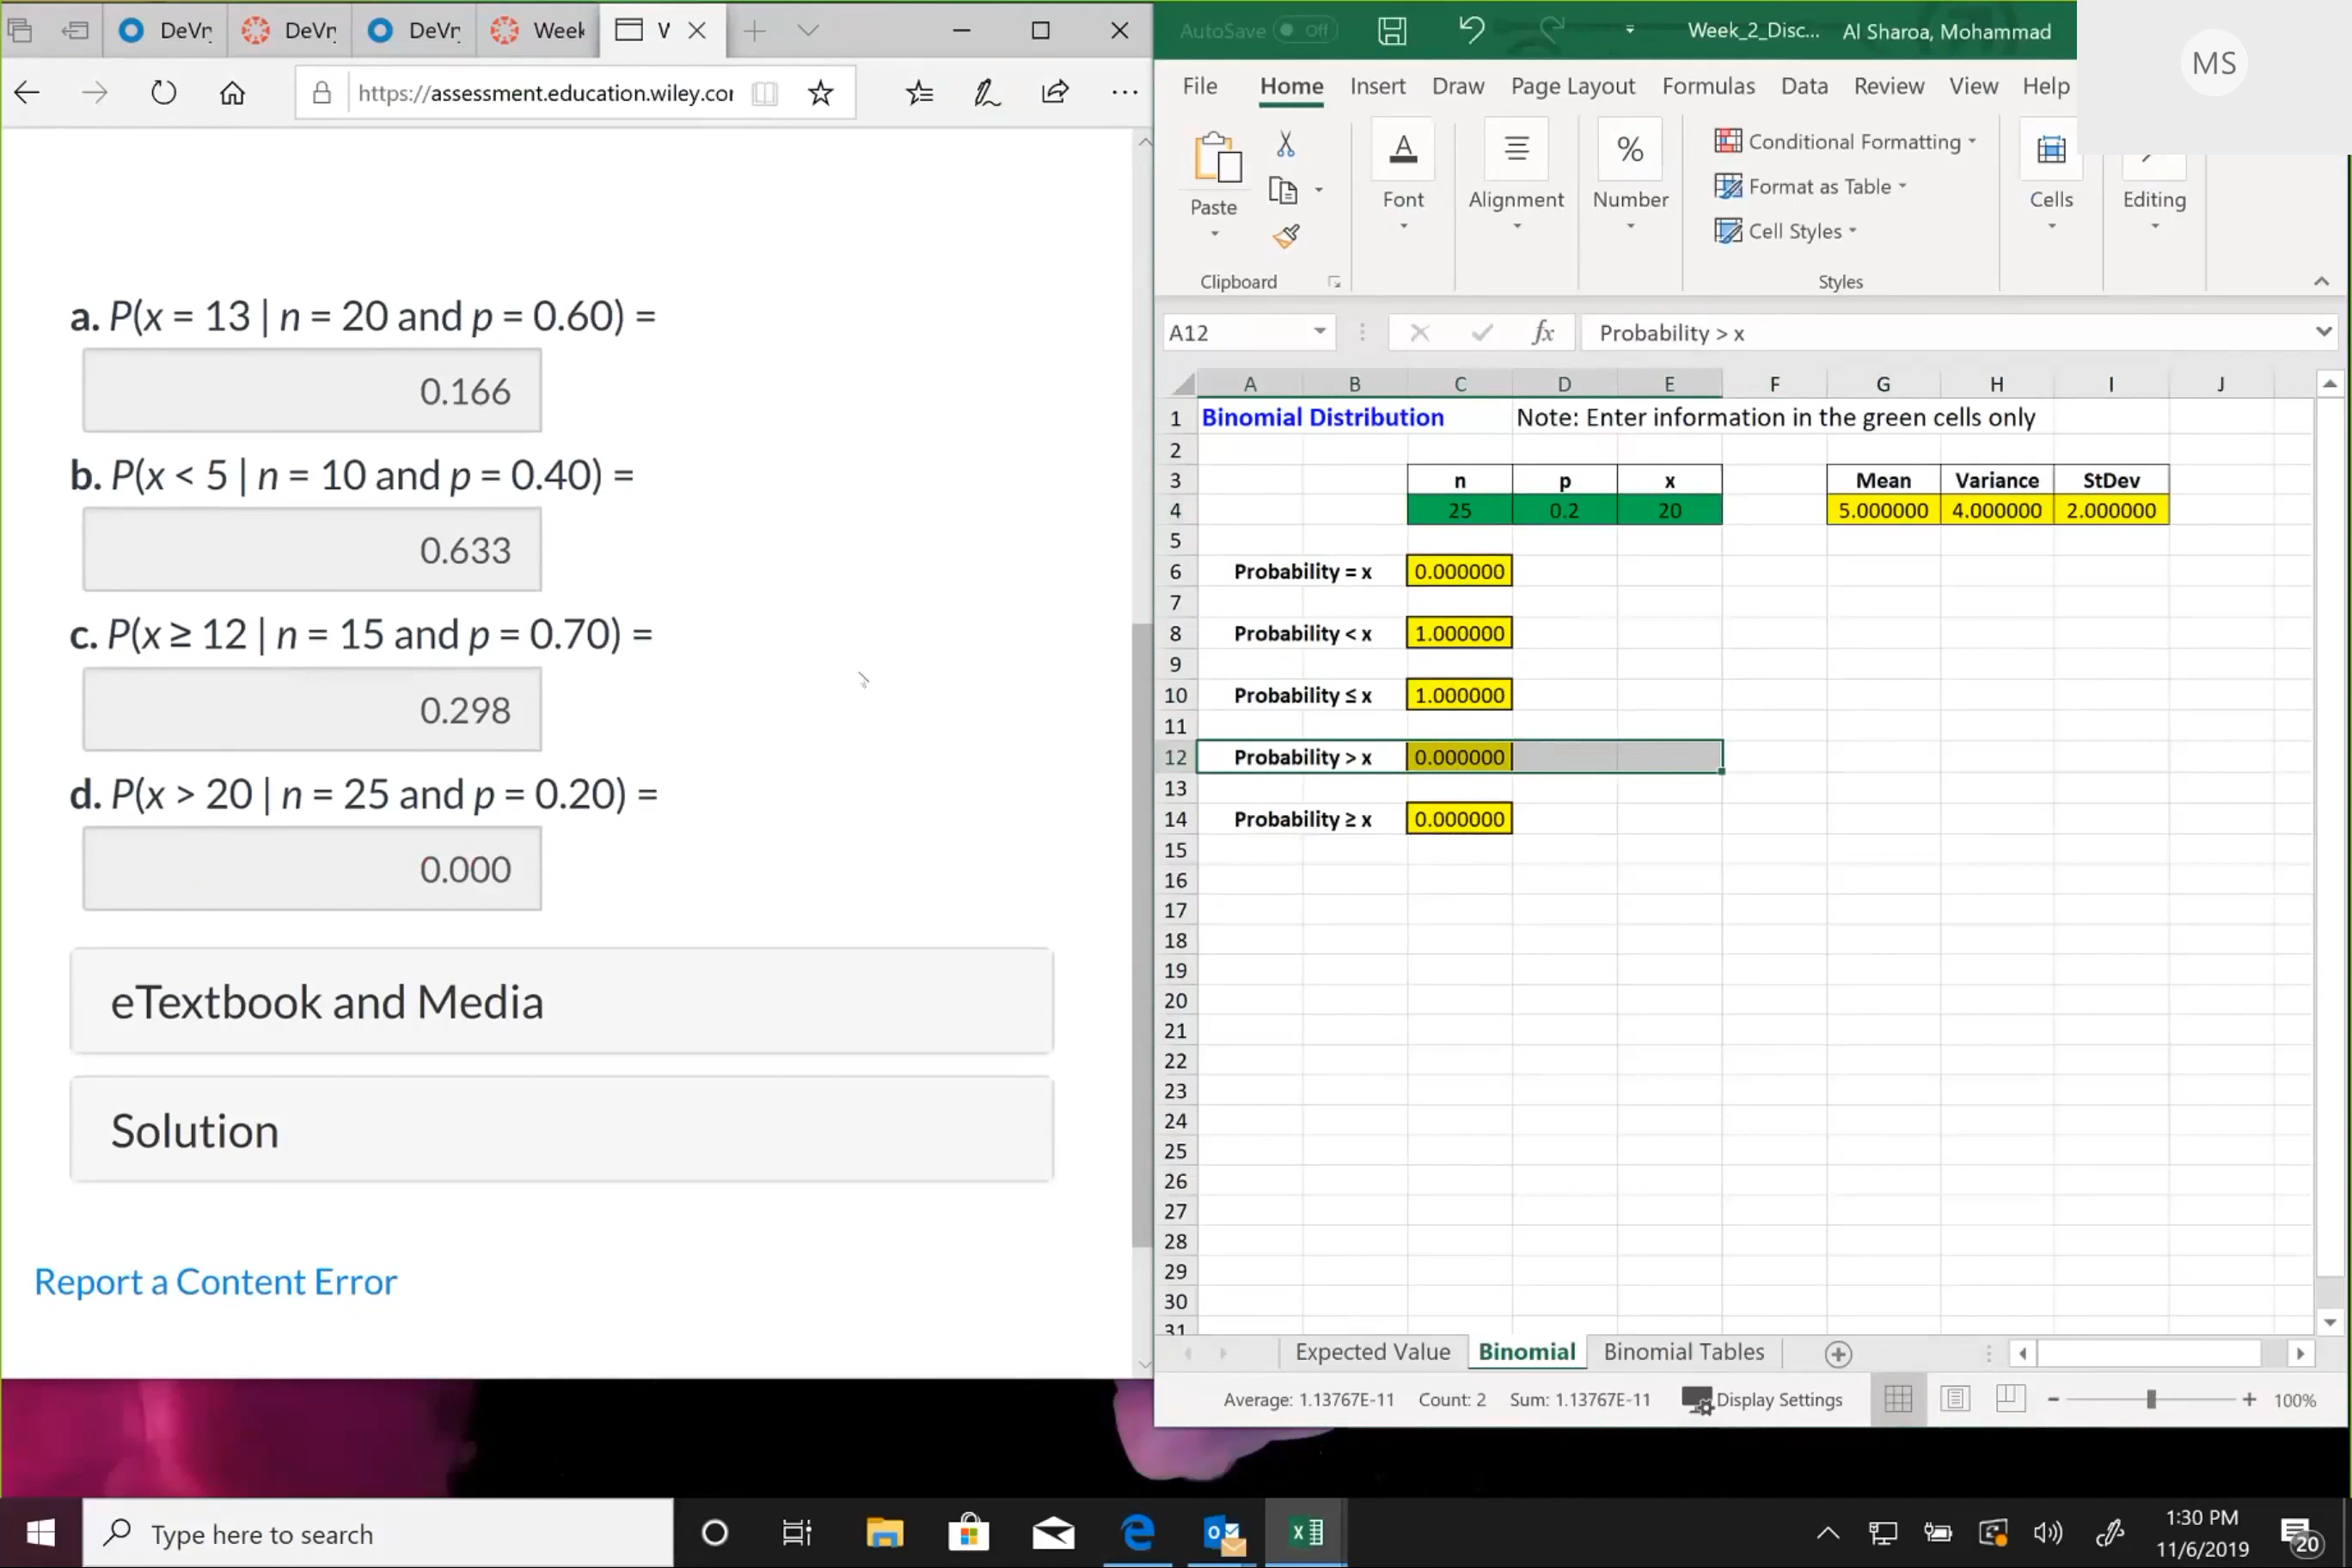 DeVr
DeVr
DeVr
Week
V
https://assessment.education.wiley.cor
a. P(x = 13 | n = 20 and p = 0.60) =
0.166
b. P(x < 5 | n = 10 and p = 0.40) =
0.633
c. P(x ≥ 12 | n = 15 and p = 0.70) =
0.298
d. P(x > 20 | n = 25 and p = 0.20) =
0.000
eTextbook and Media
Solution
Report a Content Error
AutoSave Off Week_2_Disc... Al Sharoa, Mohammad
MS
File Home Insert Draw Page Layout Formulas Data Review View Help
Paste
Clipboard
Font
Alignment
%
Number
Conditional Formatting
Format as Table
Cell Styles
Styles
Cells
Editing
A12 fx Probability > x
A B C D E F G H I J
1 Binomial Distribution Note: Enter information in the green cells only
2
3 n p x Mean Variance StDev
4 25 0.2 20 5.000000 4.000000 2.000000
5
6 Probability = x 0.000000
7
8 Probability < x 1.000000
9
10 Probability ≤ x 1.000000
11
12 Probability > x 0.000000
13
14 Probability ≥ x 0.000000
15
16
17
18
19
20
21
22
23
24
25
26
27
28
29
30
31
Expected Value Binomial Binomial Tables
Average: 1.13767E-11 Count: 2 Sum: 1.13767E-11 Display Settings 100%
Type here to search
1:30 PM
11/6/2019
20